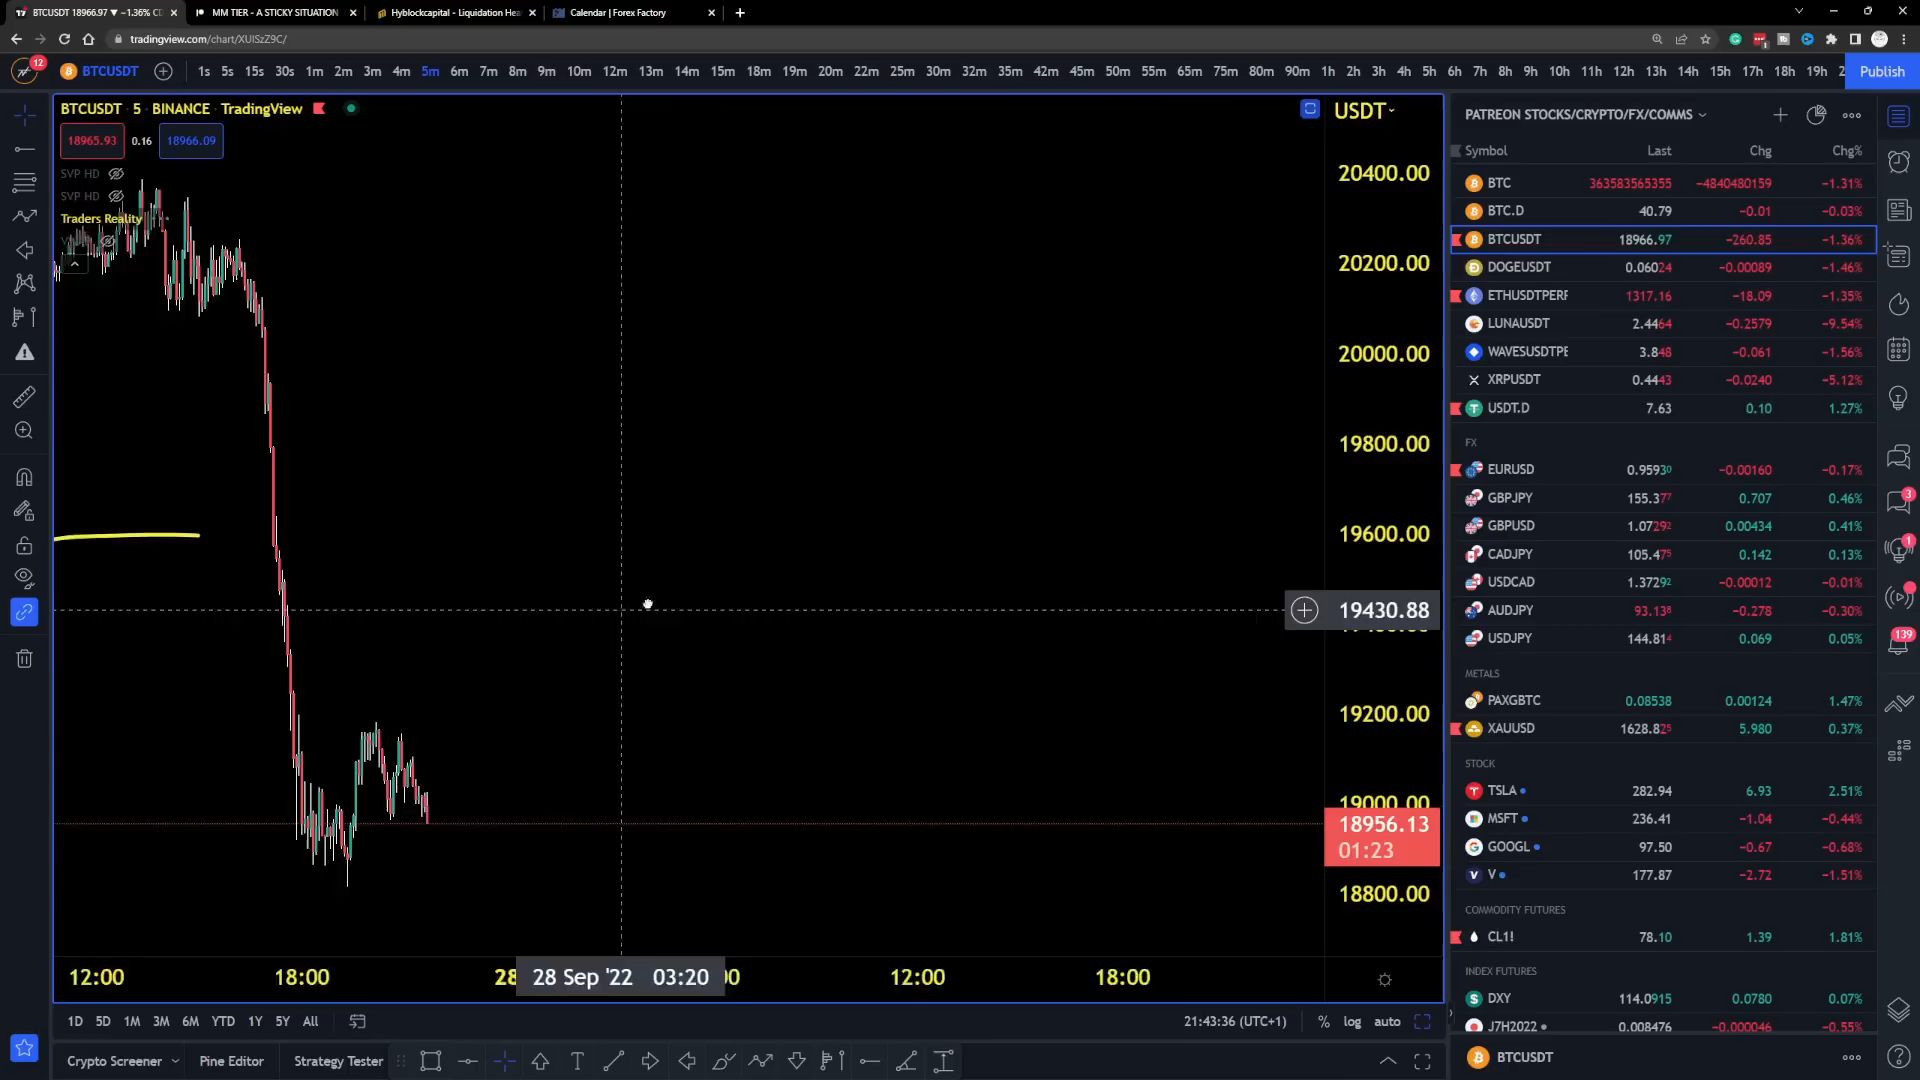 BTCUSDT 18966.97 ▼ −1.36%
MM TIER - A STICKY SITUATION
Hyblockcapital - Liquidation Hea
Calendar | Forex Factory
tradingview.com/chart/XUISzZ9C/
12
BTCUSDT
1s 5s 15s 30s 1m 2m 3m 4m 5m 6m 7m 8m 9m 10m 12m 13m 14m 15m 18m 19m 20m 22m 25m 30m 32m 35m 42m 45m 50m 55m 65m 75m 80m 90m 1h 2h 3h 4h 5h 6h 7h 8h 9h 10h 11h 12h 13h 14h 15h 17h 18h 19h 2
Publish
BTCUSDT · 5 · BINANCE · TradingView
18965.93 0.16 18966.09
SVP HD
SVP HD
Traders Reality
USDT
20400.00
20200.00
20000.00
19800.00
19600.00
19430.88
19200.00
19000.00
18956.13
01:23
18800.00
12:00 18:00 28 28 Sep '22 03:20 12:00 18:00
1D 5D 1M 3M 6M YTD 1Y 5Y All
21:43:36 (UTC+1) % log auto
Crypto Screener Pine Editor Strategy Tester
PATREON STOCKS/CRYPTO/FX/COMMS
Symbol Last Chg Chg%
BTC 363583565355 −4840480159 −1.31%
BTC.D 40.79 −0.01 −0.03%
BTCUSDT 18966.97 −260.85 −1.36%
DOGEUSDT 0.06024 −0.00089 −1.46%
ETHUSDTPERF 1317.16 −18.09 −1.35%
LUNAUSDT 2.4464 −0.2579 −9.54%
WAVESUSDTPE 3.848 −0.061 −1.56%
XRPUSDT 0.4443 −0.0240 −5.12%
USDT.D 7.63 0.10 1.27%
FX
EURUSD 0.95930 −0.00160 −0.17%
GBPJPY 155.377 0.707 0.46%
GBPUSD 1.07292 0.00434 0.41%
CADJPY 105.475 0.142 0.13%
USDCAD 1.37292 −0.00012 −0.01%
AUDJPY 93.138 −0.278 −0.30%
USDJPY 144.814 0.069 0.05%
METALS
PAXGBTC 0.08538 0.00124 1.47%
XAUUSD 1628.825 5.980 0.37%
STOCK
TSLA 282.94 6.93 2.51%
MSFT 236.41 −1.04 −0.44%
GOOGL 97.50 −0.67 −0.68%
V 177.87 −2.72 −1.51%
COMMODITY FUTURES
CL1! 78.10 1.39 1.81%
INDEX FUTURES
DXY 114.0915 0.0780 0.07%
J7H2022 0.008476 −0.000046 −0.55%
BTCUSDT
3
1
139